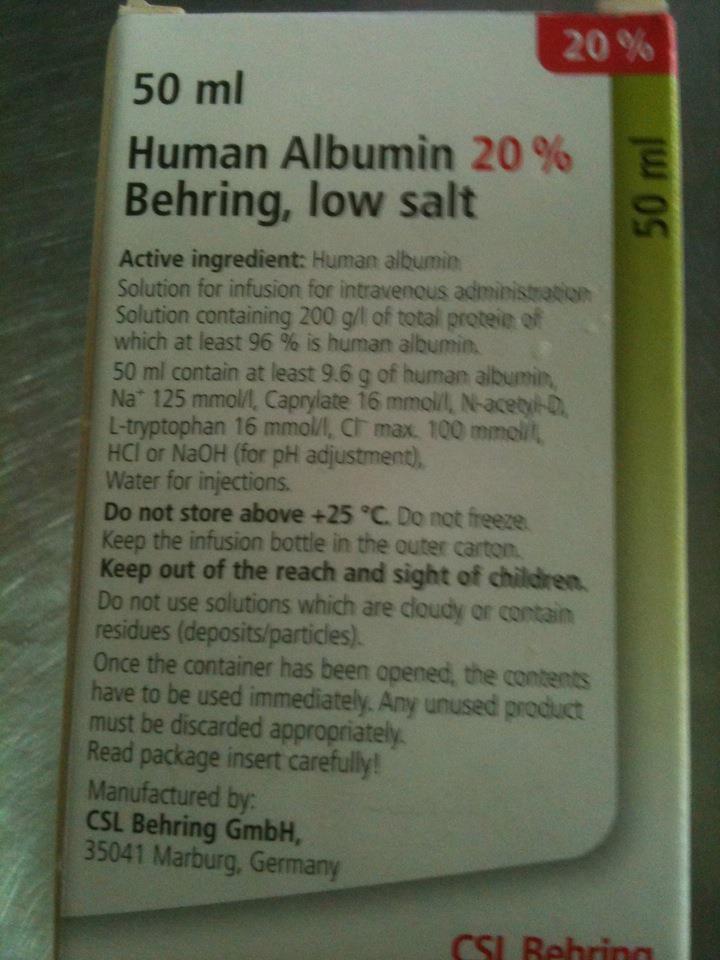 20 %
50 ml
Human Albumin 20 %
Behring, low salt
50 ml
Active ingredient: Human albumin
Solution for infusion for intravenous administration
Solution containing 200 g/l of total protein of
which at least 96 % is human albumin.
50 ml contain at least 9.6 g of human albumin,
Na⁺ 125 mmol/l, Caprylate 16 mmol/l, N-acetyl-D,
L-tryptophan 16 mmol/l, Cl⁻ max. 100 mmol/l,
HCl or NaOH (for pH adjustment),
Water for injections.
Do not store above +25 °C. Do not freeze.
Keep the infusion bottle in the outer carton.
Keep out of the reach and sight of children.
Do not use solutions which are cloudy or contain
residues (deposits/particles).
Once the container has been opened, the contents
have to be used immediately. Any unused product
must be discarded appropriately.
Read package insert carefully!
Manufactured by:
CSL Behring GmbH,
35041 Marburg, Germany
CSL Behring